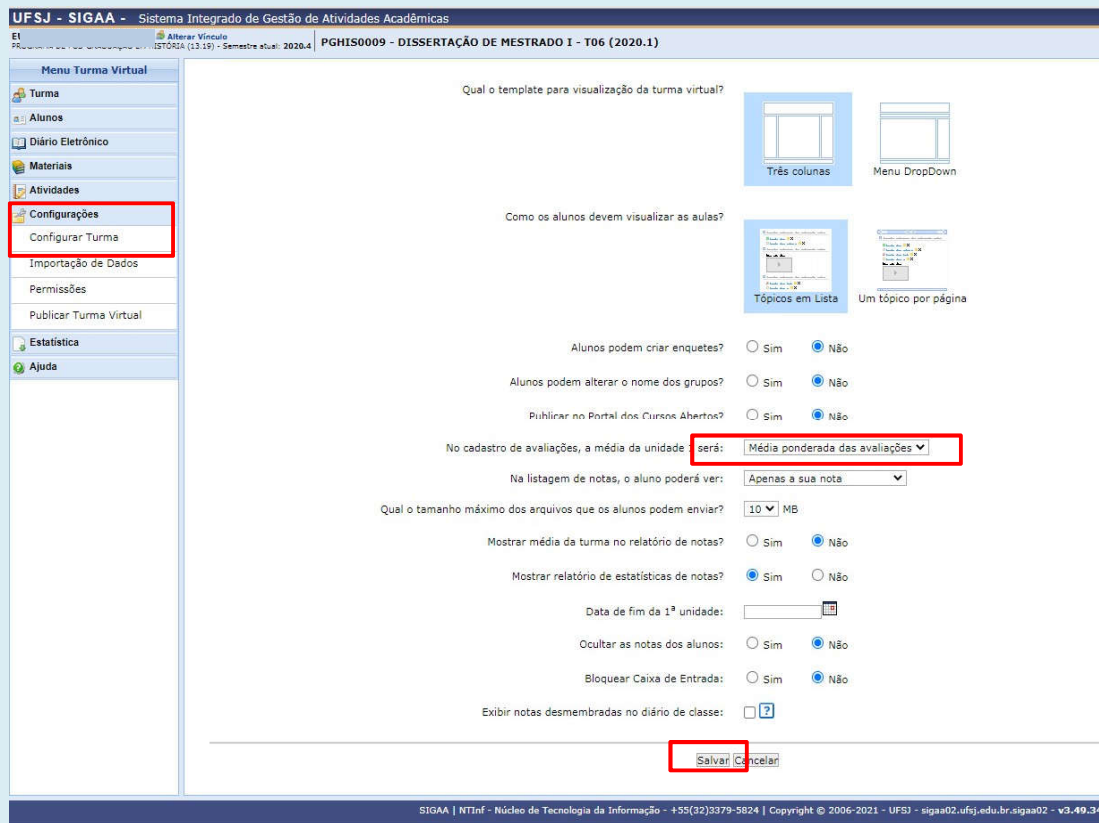 UFSJ - SIGAA - Sistema Integrado de Gestão de Atividades Acadêmicas
Alterar Vínculo
(13.19) - Semestre atual: 2020.4
PGHIS0009 - DISSERTAÇÃO DE MESTRADO I - T06 (2020.1)
Menu Turma Virtual
Turma
Alunos
Diário Eletrônico
Materiais
Atividades
Configurações
Configurar Turma
Importação de Dados
Permissões
Publicar Turma Virtual
Estatística
Ajuda
Qual o template para visualização da turma virtual?
Três colunas
Menu DropDown
Como os alunos devem visualizar as aulas?
Tópicos em Lista
Um tópico por página
Alunos podem criar enquetes? Sim Não
Alunos podem alterar o nome dos grupos? Sim Não
Publicar no Portal dos Cursos Abertos? Sim Não
No cadastro de avaliações, a média da unidade será: Média ponderada das avaliações
Na listagem de notas, o aluno poderá ver: Apenas a sua nota
Qual o tamanho máximo dos arquivos que os alunos podem enviar? 10 MB
Mostrar média da turma no relatório de notas? Sim Não
Mostrar relatório de estatísticas de notas? Sim Não
Data de fim da 1ª unidade:
Ocultar as notas dos alunos: Sim Não
Bloquear Caixa de Entrada: Sim Não
Exibir notas desmembradas no diário de classe: ?
Salvar Cancelar
SIGAA | NTInf - Núcleo de Tecnologia da Informação - +55(32)3379-5824 | Copyright © 2006-2021 - UFSJ - sigaa02.ufsj.edu.br.sigaa02 - v3.49.34